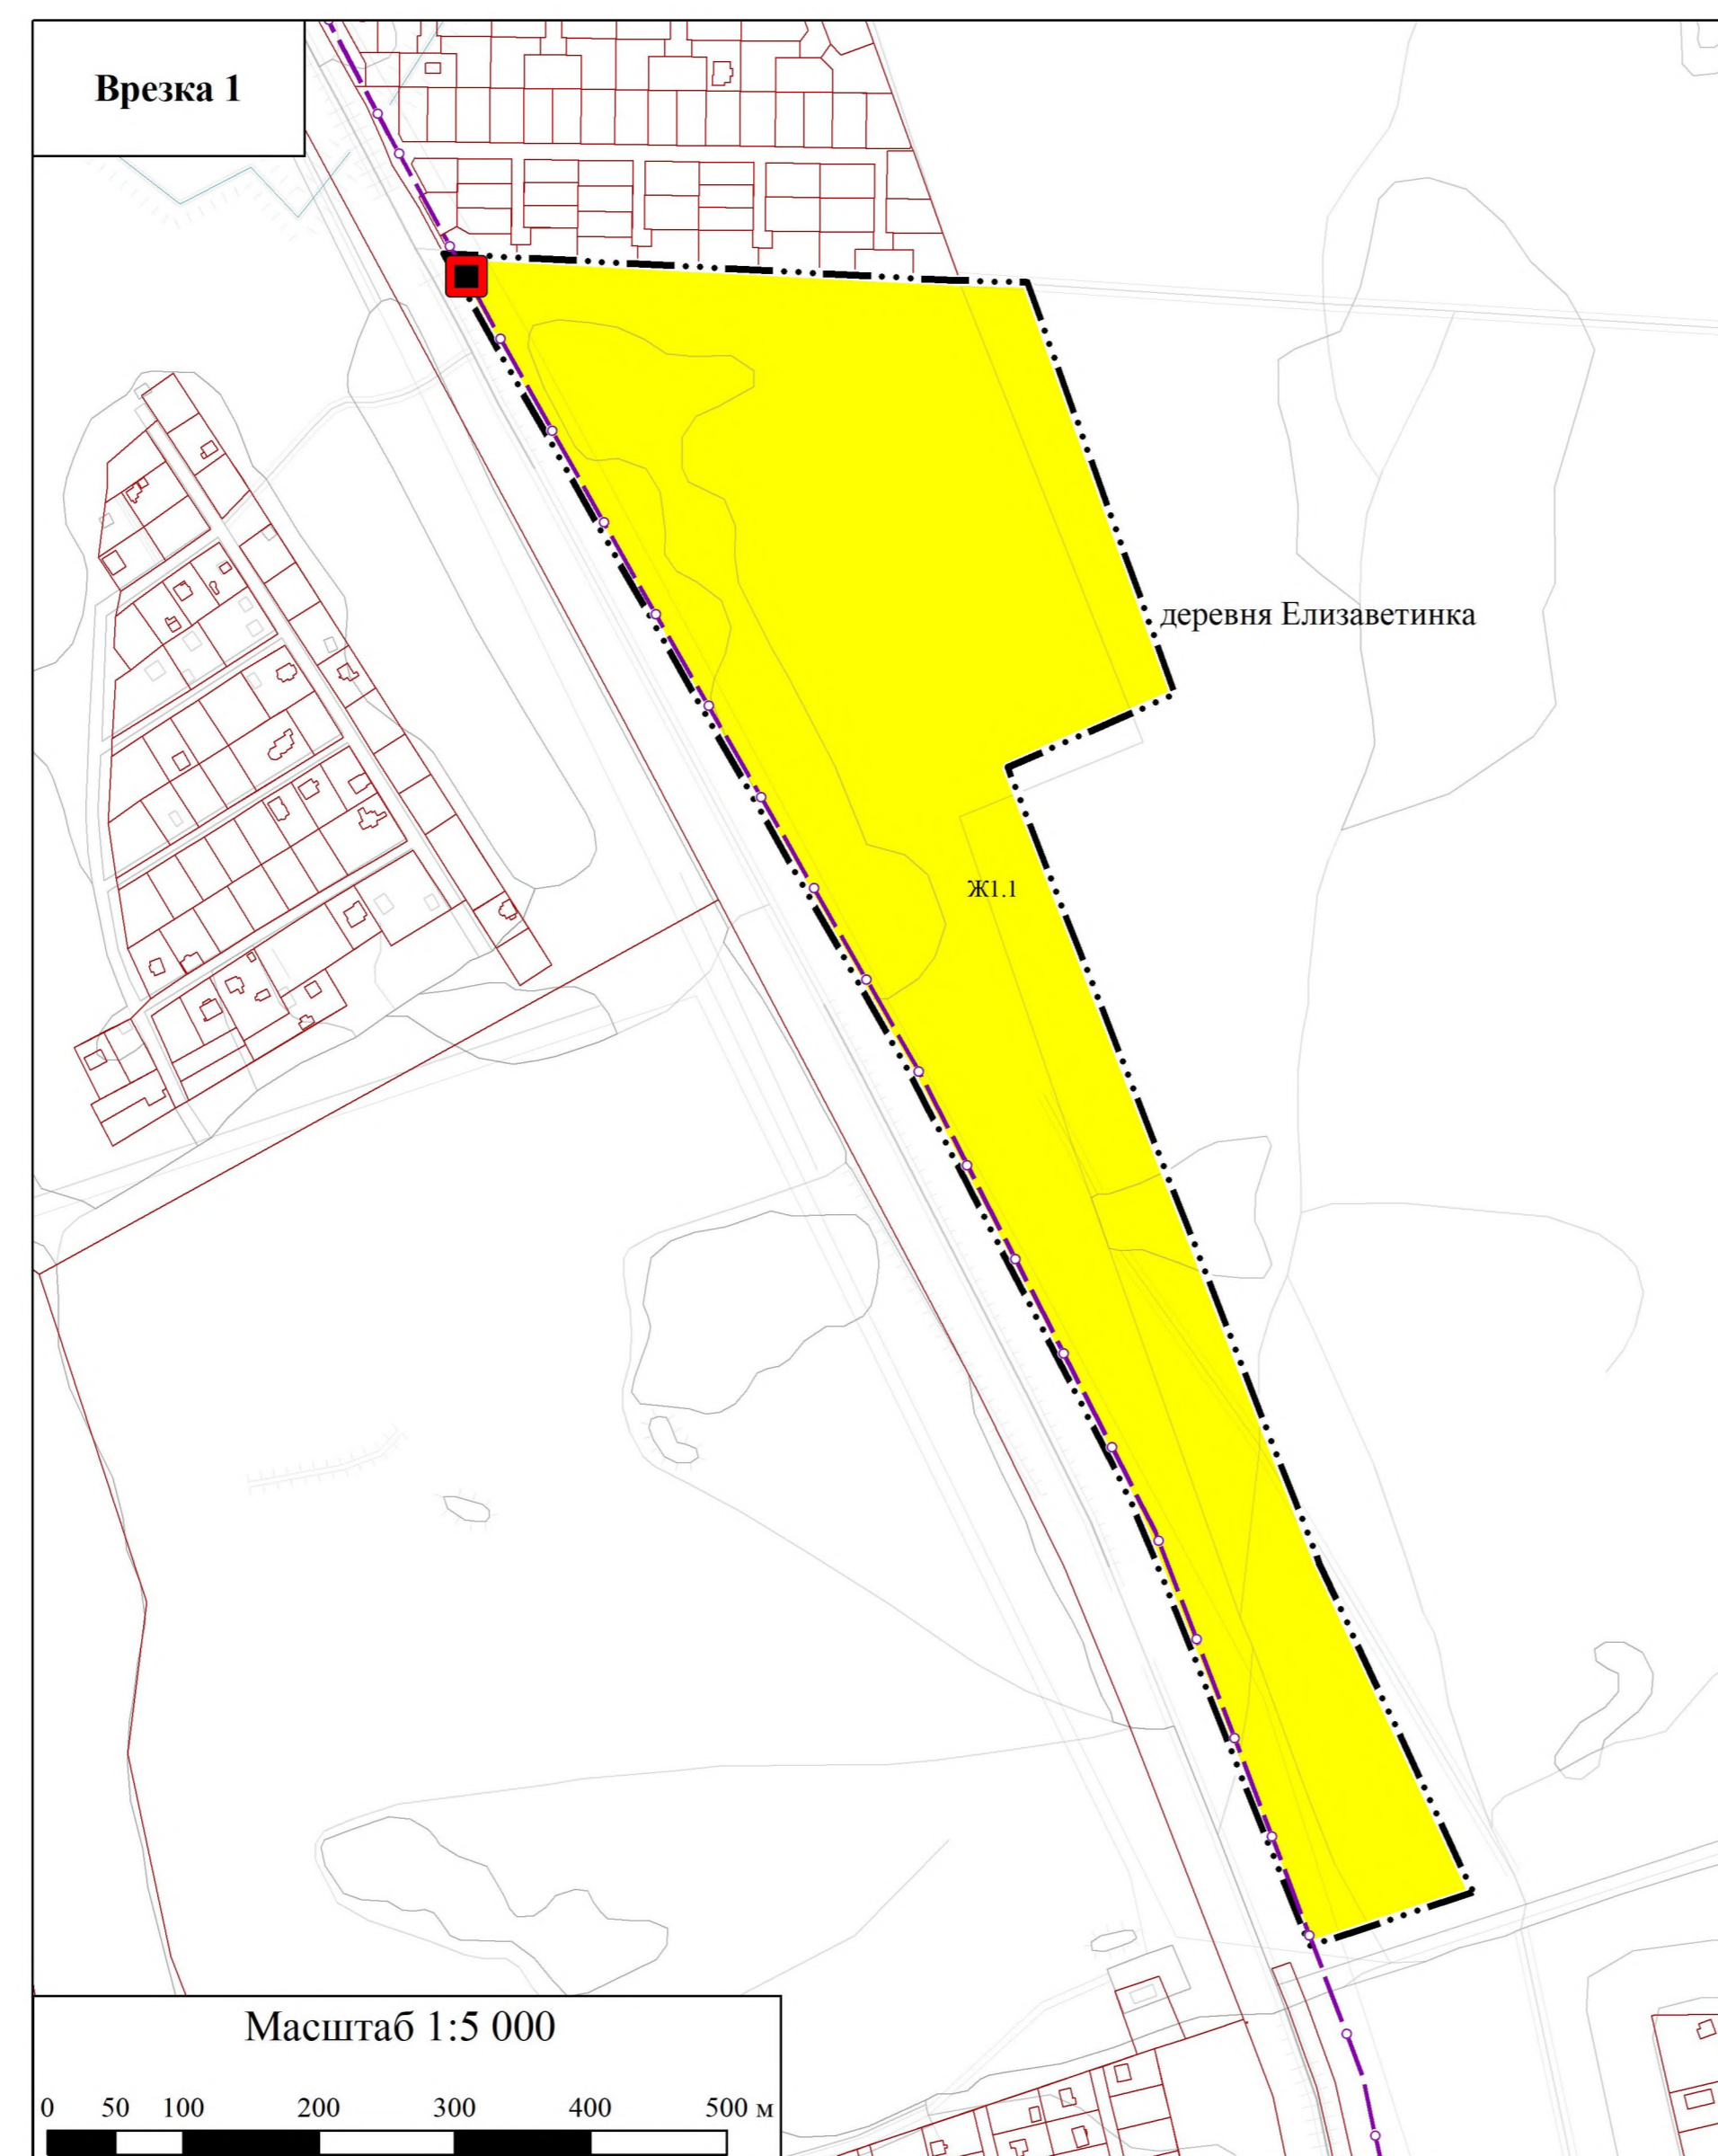 Врезка 1
деревня Елизаветинка
Ж1.1
Масштаб 1:5 000
0 50 100 200 300 400 500 м